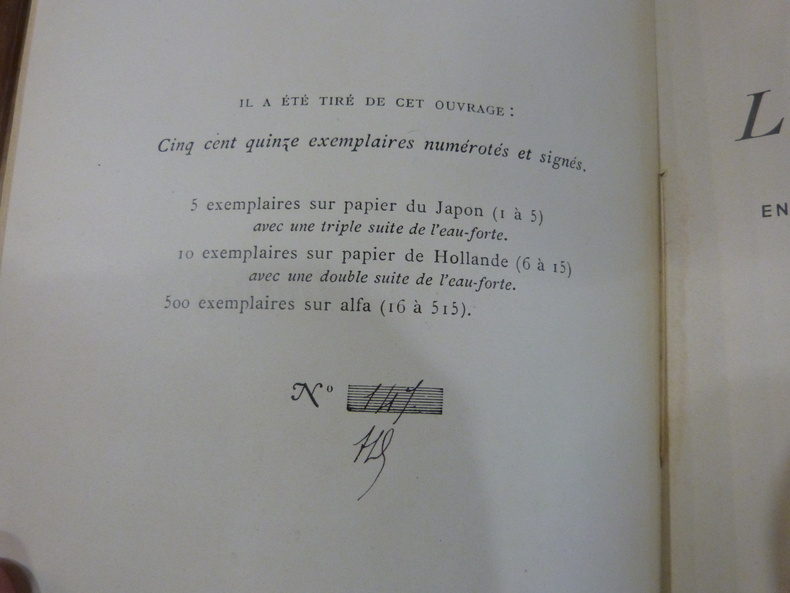 IL A ÉTÉ TIRÉ DE CET OUVRAGE :
Cinq cent quinze exemplaires numérotés et signés.
5 exemplaires sur papier du Japon (1 à 5)
avec une triple suite de l'eau-forte.
10 exemplaires sur papier de Hollande (6 à 15)
avec une double suite de l'eau-forte.
500 exemplaires sur alfa (16 à 515).
Nº 147.
L
EN